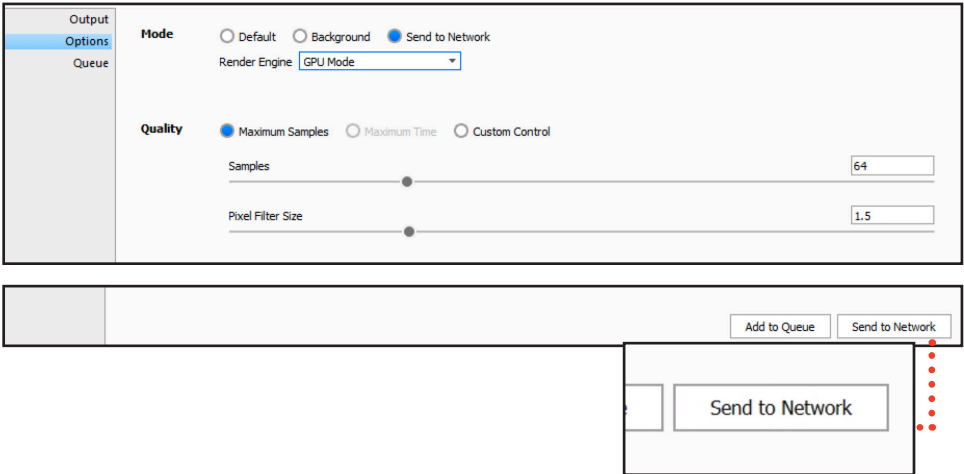 Output
Options
Queue
Mode
Default Background Send to Network
Render Engine GPU Mode
Quality
Maximum Samples Maximum Time Custom Control
Samples 64
Pixel Filter Size 1.5
Add to Queue Send to Network
Send to Network